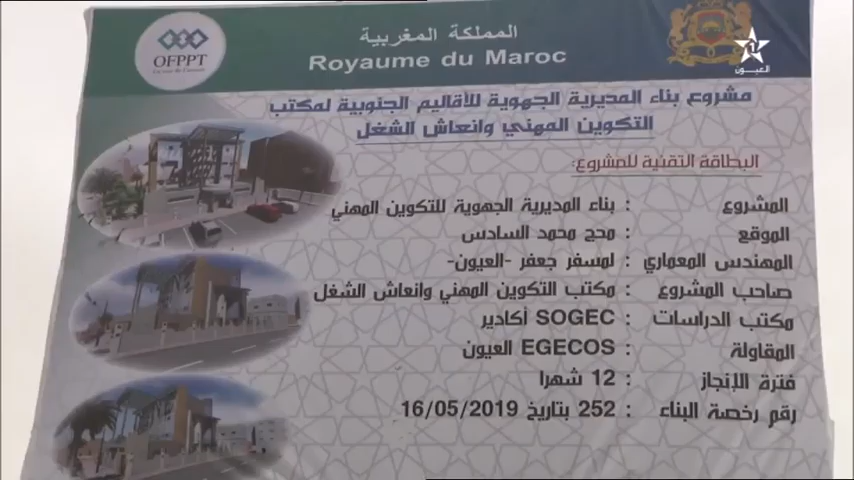 المملكة المغربية
Royaume du Maroc
OFPPT
العيون
مشروع بناء المديرية الجهوية للأقاليم الجنوبية لمكتب
التكوين المهني وانعاش الشغل
البطاقة التقنية للمشروع:
المشروع : بناء المديرية الجهوية للتكوين المهني
الموقع : محج محمد السادس
المهندس المعماري : لمسفر جعفر -العيون-
صاحب المشروع : مكتب التكوين المهني وانعاش الشغل
مكتب الدراسات : SOGEC أكادير
المقاولة : EGECOS العيون
فترة الإنجاز : 12 شهرا
رقم رخصة البناء : 252 بتاريخ 16/05/2019